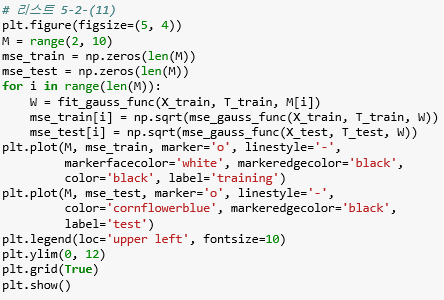 # 리스트 5-2-(11)
plt.figure(figsize=(5, 4))
M = range(2, 10)
mse_train = np.zeros(len(M))
mse_test = np.zeros(len(M))
for i in range(len(M)):
    W = fit_gauss_func(X_train, T_train, M[i])
    mse_train[i] = np.sqrt(mse_gauss_func(X_train, T_train, W))
    mse_test[i] = np.sqrt(mse_gauss_func(X_test, T_test, W))
plt.plot(M, mse_train, marker='o', linestyle='-',
         markerfacecolor='white', markeredgecolor='black',
         color='black', label='training')
plt.plot(M, mse_test, marker='o', linestyle='-',
         color='cornflowerblue', markeredgecolor='black',
         label='test')
plt.legend(loc='upper left', fontsize=10)
plt.ylim(0, 12)
plt.grid(True)
plt.show()